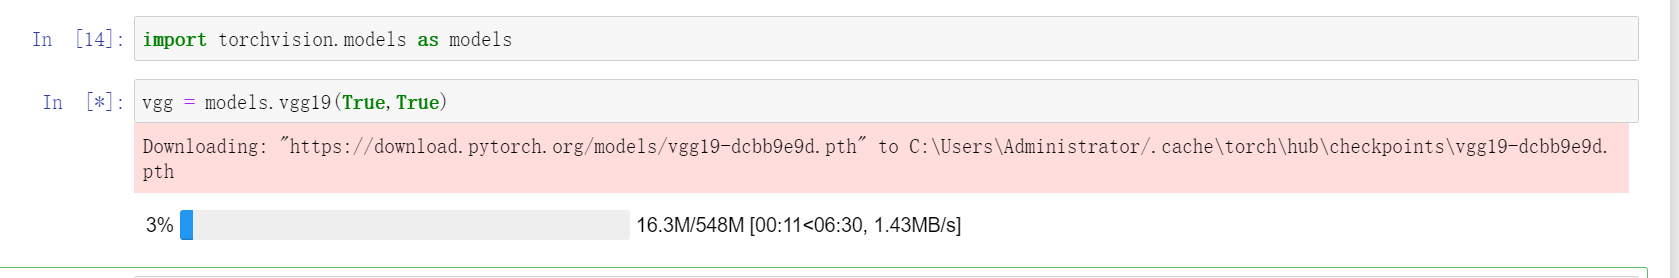 In [14]: import torchvision.models as models
In [*]: vgg = models.vgg19(True,True)
Downloading: "https://download.pytorch.org/models/vgg19-dcbb9e9d.pth" to C:\Users\Administrator/.cache\torch\hub\checkpoints\vgg19-dcbb9e9d.
pth
3% 16.3M/548M [00:11<06:30, 1.43MB/s]